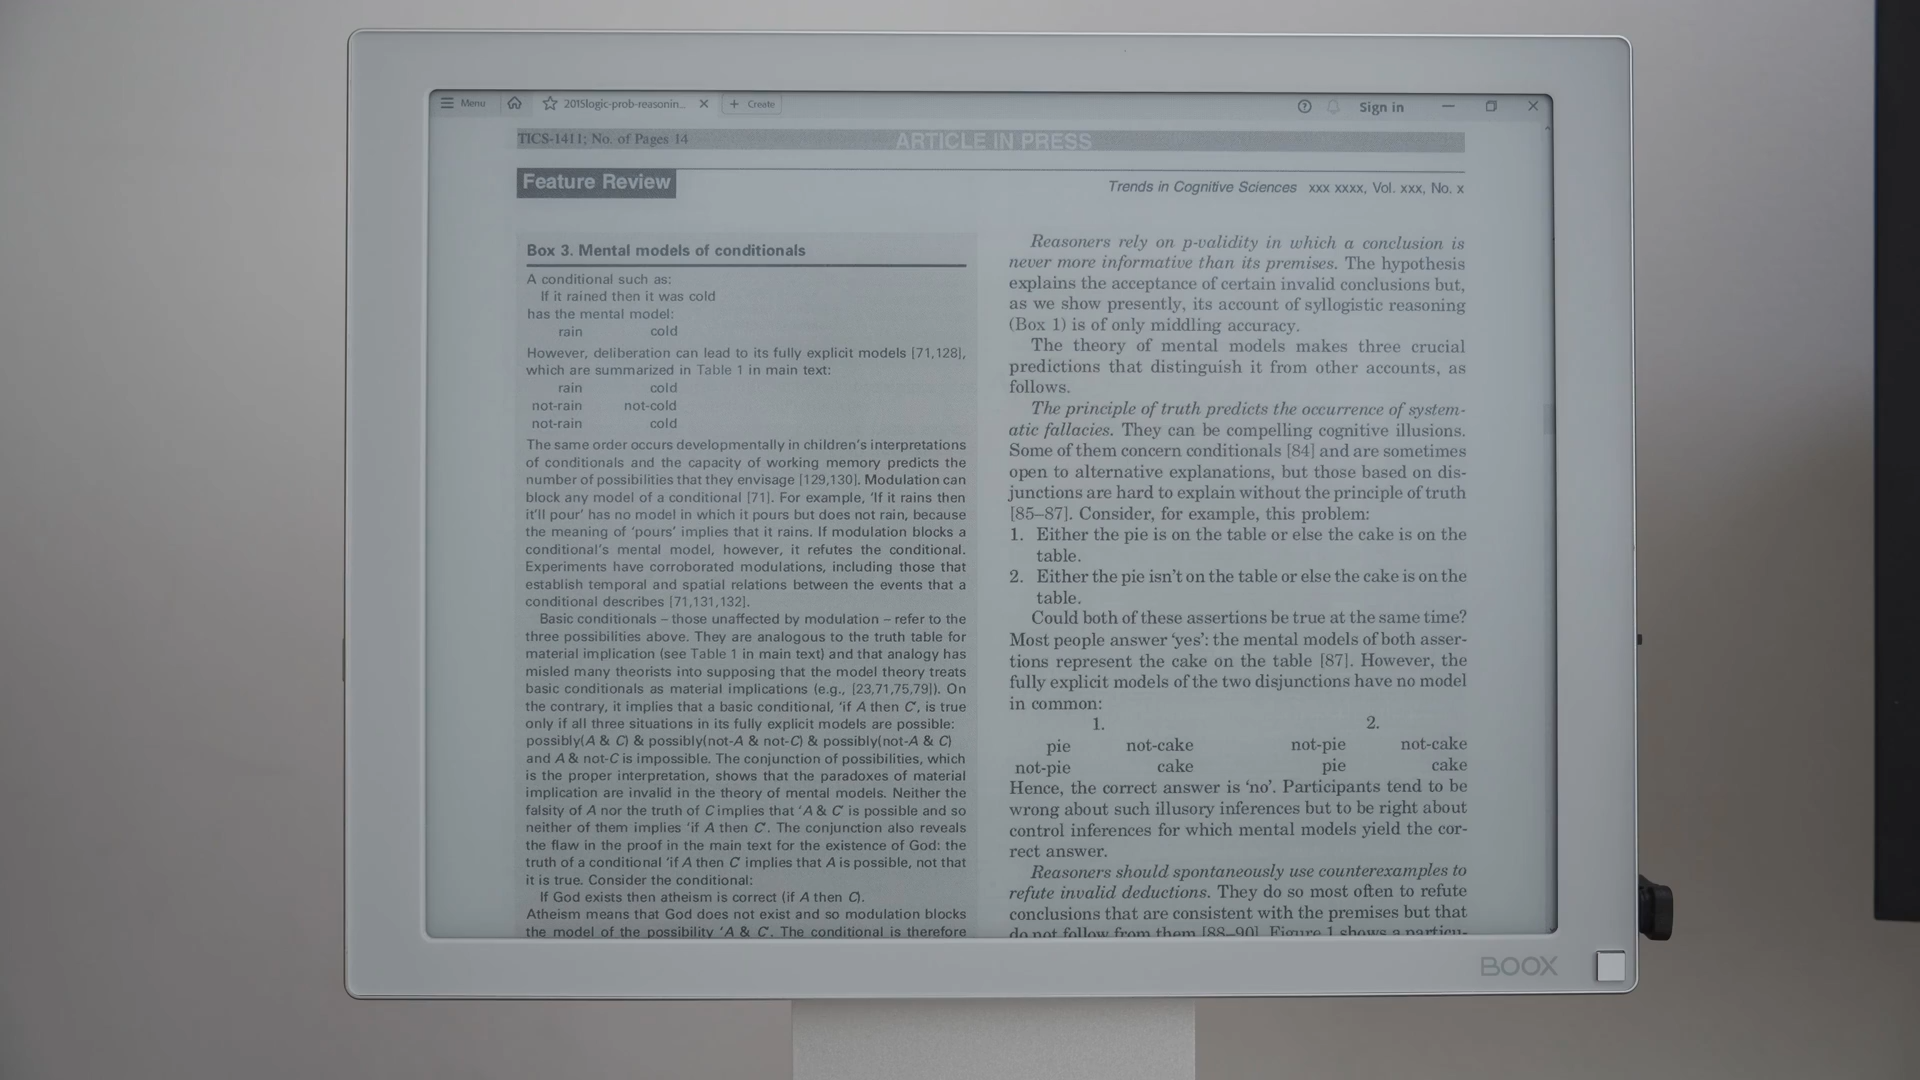 Menu
2015logic-prob-reasonin...
Create
Sign in
TICS-1411; No. of Pages 14
ARTICLE IN PRESS
Feature Review
Trends in Cognitive Sciences xxx xxxx, Vol. xxx, No. x
Box 3. Mental models of conditionals
A conditional such as:
If it rained then it was cold
has the mental model:
rain cold
However, deliberation can lead to its fully explicit models [71,128],
which are summarized in Table 1 in main text:
rain cold
not-rain not-cold
not-rain cold
The same order occurs developmentally in children's interpretations
of conditionals and the capacity of working memory predicts the
number of possibilities that they envisage [129,130]. Modulation can
block any model of a conditional [71]. For example, 'If it rains then
it'll pour' has no model in which it pours but does not rain, because
the meaning of 'pours' implies that it rains. If modulation blocks a
conditional's mental model, however, it refutes the conditional.
Experiments have corroborated modulations, including those that
establish temporal and spatial relations between the events that a
conditional describes [71,131,132].
Basic conditionals – those unaffected by modulation – refer to the
three possibilities above. They are analogous to the truth table for
material implication (see Table 1 in main text) and that analogy has
misled many theorists into supposing that the model theory treats
basic conditionals as material implications (e.g., [23,71,75,79]). On
the contrary, it implies that a basic conditional, 'if A then C', is true
only if all three situations in its fully explicit models are possible:
possibly(A & C) & possibly(not-A & not-C) & possibly(not-A & C)
and A & not-C is impossible. The conjunction of possibilities, which
is the proper interpretation, shows that the paradoxes of material
implication are invalid in the theory of mental models. Neither the
falsity of A nor the truth of C implies that 'A & C' is possible and so
neither of them implies 'if A then C'. The conjunction also reveals
the flaw in the proof in the main text for the existence of God: the
truth of a conditional 'if A then C' implies that A is possible, not that
it is true. Consider the conditional:
If God exists then atheism is correct (if A then C).
Atheism means that God does not exist and so modulation blocks
the model of the possibility 'A & C'. The conditional is therefore
Reasoners rely on p-validity in which a conclusion is
never more informative than its premises. The hypothesis
explains the acceptance of certain invalid conclusions but,
as we show presently, its account of syllogistic reasoning
(Box 1) is of only middling accuracy.
The theory of mental models makes three crucial
predictions that distinguish it from other accounts, as
follows.
The principle of truth predicts the occurrence of system-
atic fallacies. They can be compelling cognitive illusions.
Some of them concern conditionals [84] and are sometimes
open to alternative explanations, but those based on dis-
junctions are hard to explain without the principle of truth
[85–87]. Consider, for example, this problem:
1. Either the pie is on the table or else the cake is on the
table.
2. Either the pie isn't on the table or else the cake is on the
table.
Could both of these assertions be true at the same time?
Most people answer 'yes': the mental models of both asser-
tions represent the cake on the table [87]. However, the
fully explicit models of the two disjunctions have no model
in common:
1. 2.
pie not-cake not-pie not-cake
not-pie cake pie cake
Hence, the correct answer is 'no'. Participants tend to be
wrong about such illusory inferences but to be right about
control inferences for which mental models yield the cor-
rect answer.
Reasoners should spontaneously use counterexamples to
refute invalid deductions. They do so most often to refute
conclusions that are consistent with the premises but that
do not follow from them [88–90]. Figure 1 shows a particu-
BOOX